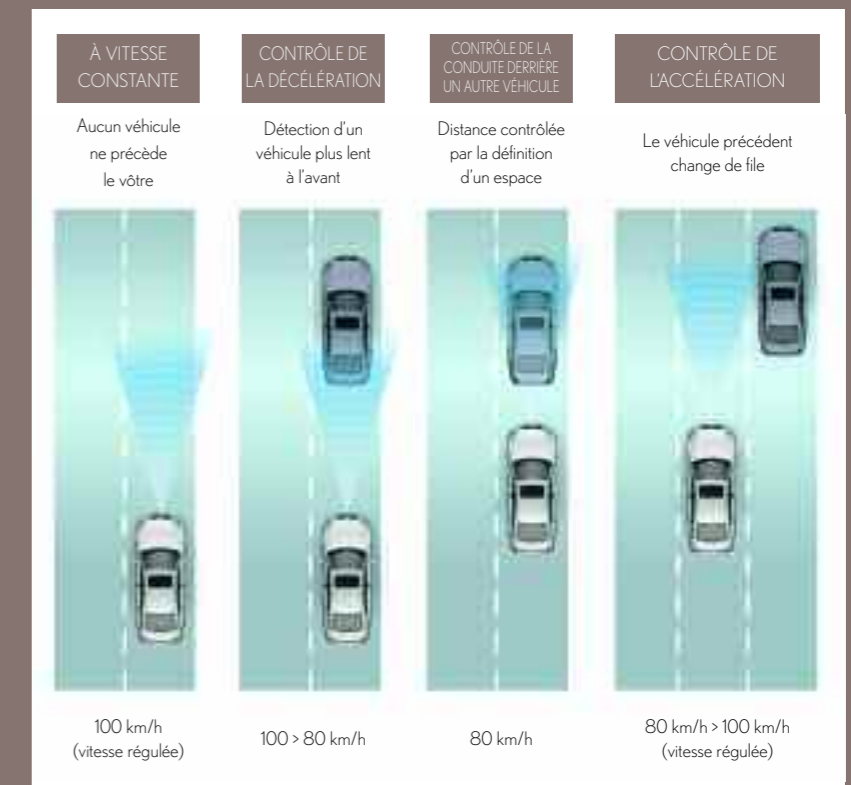 À VITESSE
CONSTANTE
Aucun véhicule
ne précède
le vôtre
100 km/h
(vitesse régulée)
CONTRÔLE DE
LA DÉCÉLÉRATION
Détection d'un
véhicule plus lent
à l'avant
100 > 80 km/h
CONTRÔLE DE LA
CONDUITE DERRIÈRE
UN AUTRE VÉHICULE
Distance contrôlée
par la définition
d'un espace
80 km/h
CONTRÔLE DE
L'ACCÉLÉRATION
Le véhicule précédent
change de file
80 km/h > 100 km/h
(vitesse régulée)